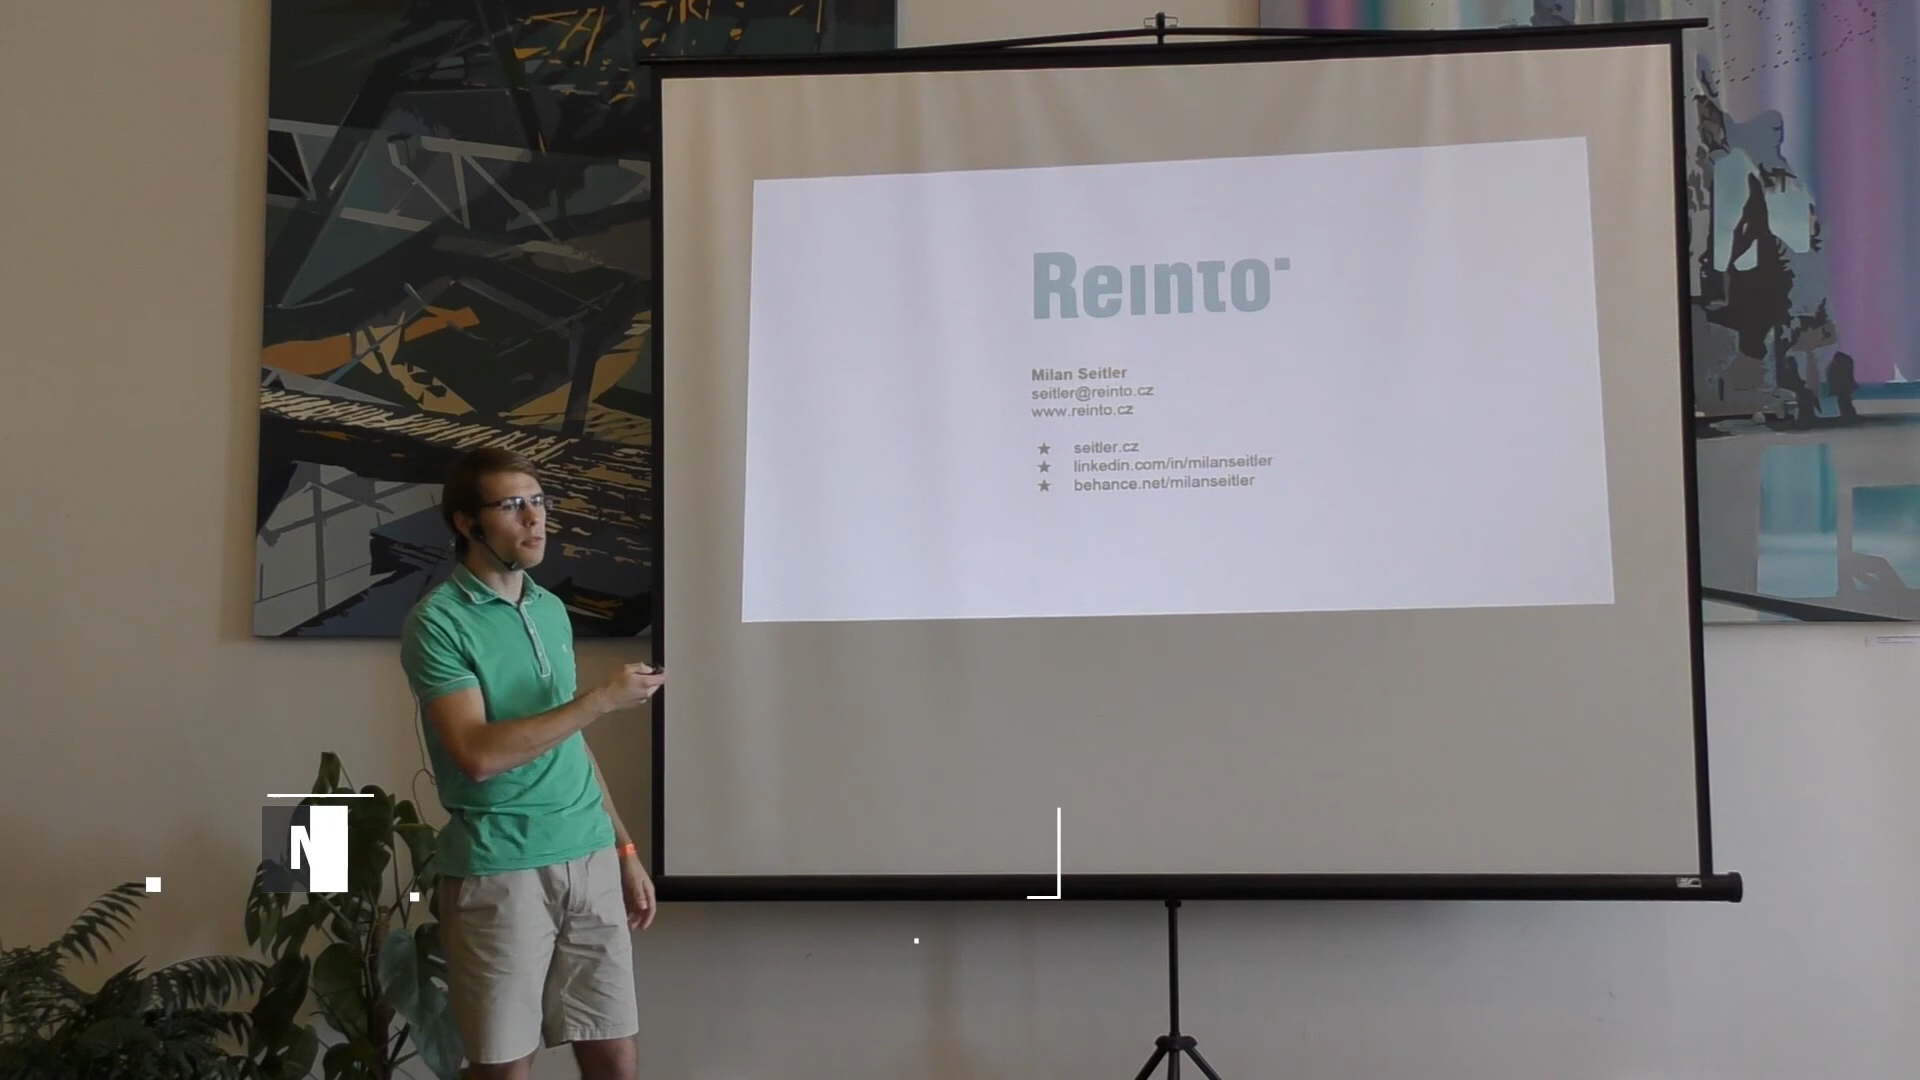 Reinto
Milan Seitler
seitler@reinto.cz
www.reinto.cz
★ seitler.cz
★ linkedin.com/in/milanseitler
★ behance.net/milanseitler
N